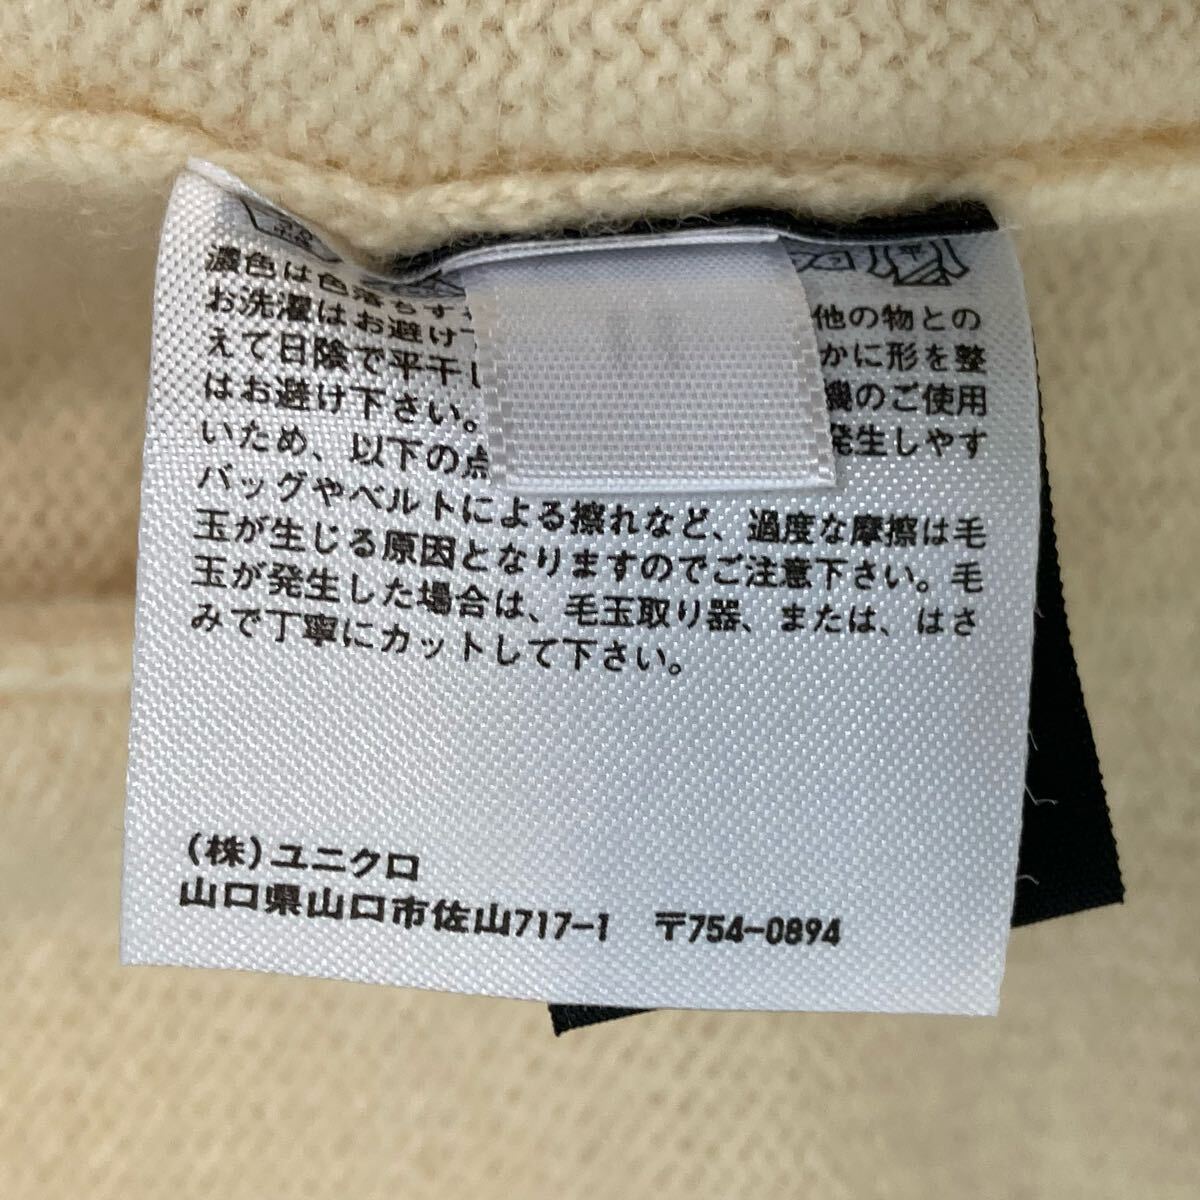 濃色は色落ちす 他の物との
お洗濯はお避け かに形を整
えて日陰で平干し 機のご使用
はお避け下さい。 発生しやす
いため、以下の点
バッグやベルトによる擦れなど、過度な摩擦は毛
玉が生じる原因となりますのでご注意下さい。毛
玉が発生した場合は、毛玉取り器、または、はさ
みで丁寧にカットして下さい。
(株)ユニクロ
山口県山口市佐山717-1 〒754-0894